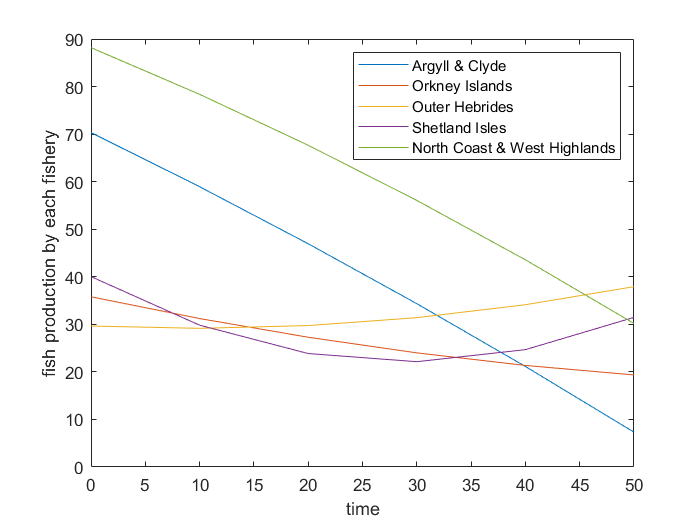 90
80
70
60
50
40
30
20
10
0
fish production by each fishery
Argyll & Clyde
Orkney Islands
Outer Hebrides
Shetland Isles
North Coast & West Highlands
0 5 10 15 20 25 30 35 40 45 50
time